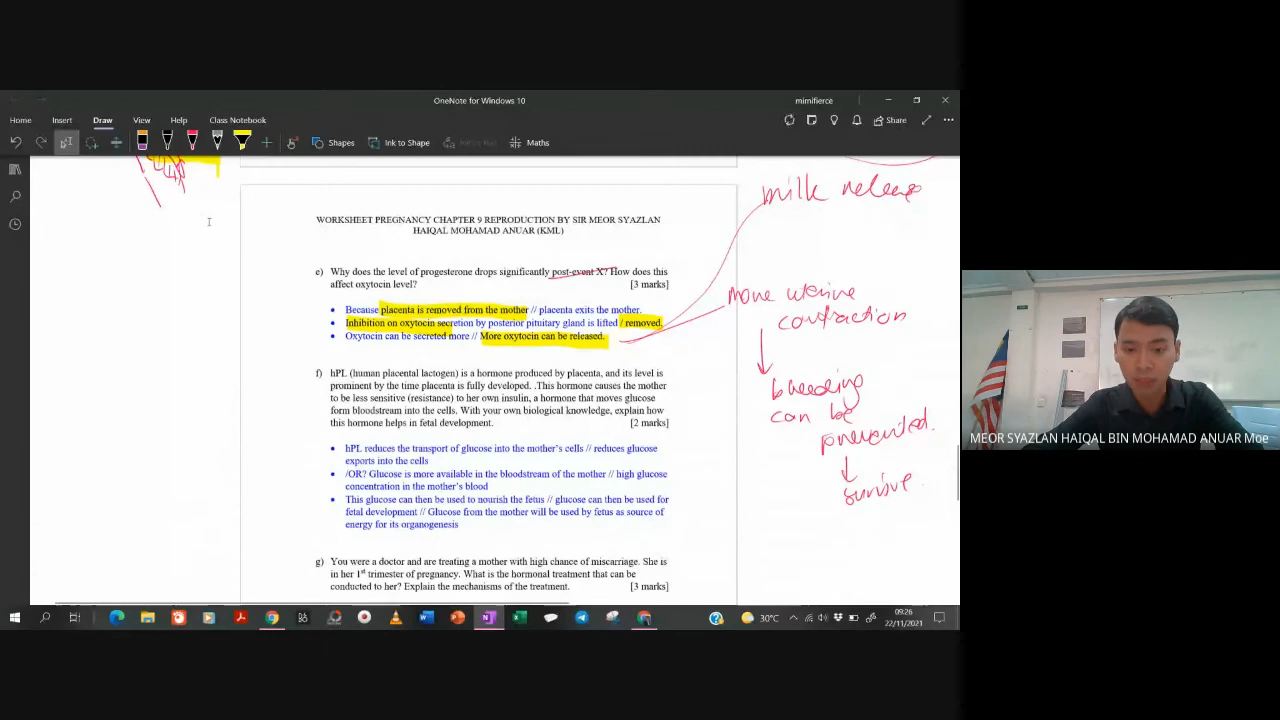 OneNote for Windows 10
mimifierce
Home
Insert
Draw
View
Help
Class Notebook
Share
Shapes
Ink to Shape
Maths
milk release
WORKSHEET PREGNANCY CHAPTER 9 REPRODUCTION BY SIR MEOR SYAZLAN
HAIQAL MOHAMAD ANUAR (KML)
e) Why does the level of progesterone drops significantly post-event X? How does this
affect oxytocin level? [3 marks]
• Because placenta is removed from the mother // placenta exits the mother.
• Inhibition on oxytocin secretion by posterior pituitary gland is lifted // removed.
• Oxytocin can be secreted more // More oxytocin can be released.
More uterine
contraction
bleeding
can be
prevented.
survive.
f) hPL (human placental lactogen) is a hormone produced by placenta, and its level is
prominent by the time placenta is fully developed. .This hormone causes the mother
to be less sensitive (resistance) to her own insulin, a hormone that moves glucose
form bloodstream into the cells. With your own biological knowledge, explain how
this hormone helps in fetal development. [2 marks]
• hPL reduces the transport of glucose into the mother's cells // reduces glucose
exports into the cells
• /OR? Glucose is more available in the bloodstream of the mother // high glucose
concentration in the mother's blood
• This glucose can then be used to nourish the fetus // glucose can then be used for
fetal development // Glucose from the mother will be used by fetus as source of
energy for its organogenesis
g) You were a doctor and are treating a mother with high chance of miscarriage. She is
in her 1st trimester of pregnancy. What is the hormonal treatment that can be
conducted to her? Explain the mechanisms of the treatment. [3 marks]
MEOR SYAZLAN HAIQAL BIN MOHAMAD ANUAR Moe
30°C
09:26
22/11/2021